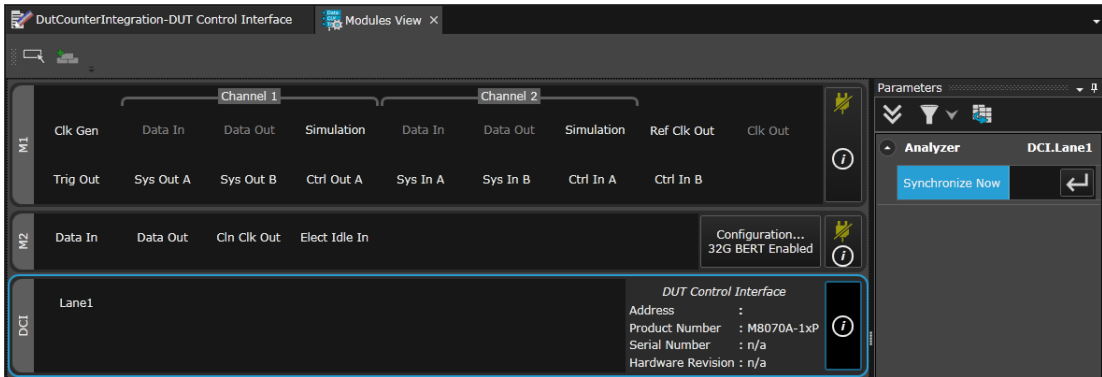 DutCounterIntegration-DUT Control Interface
Modules View
Channel 1
Channel 2
M1
Clk Gen
Data In
Data Out
Simulation
Data In
Data Out
Simulation
Ref Clk Out
Clk Out
Trig Out
Sys Out A
Sys Out B
Ctrl Out A
Sys In A
Sys In B
Ctrl In A
Ctrl In B
M2
Data In
Data Out
Cln Clk Out
Elect Idle In
Configuration...
32G BERT Enabled
DCI
Lane1
DUT Control Interface
Address :
Product Number : M8070A-1xP
Serial Number : n/a
Hardware Revision : n/a
Parameters
Analyzer DCI.Lane1
Synchronize Now